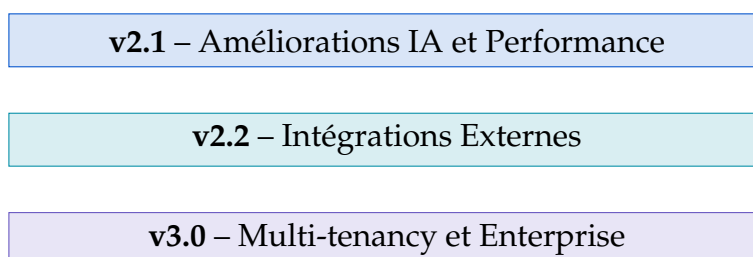 v2.1 – Améliorations IA et Performance
v2.2 – Intégrations Externes
v3.0 – Multi-tenancy et Enterprise